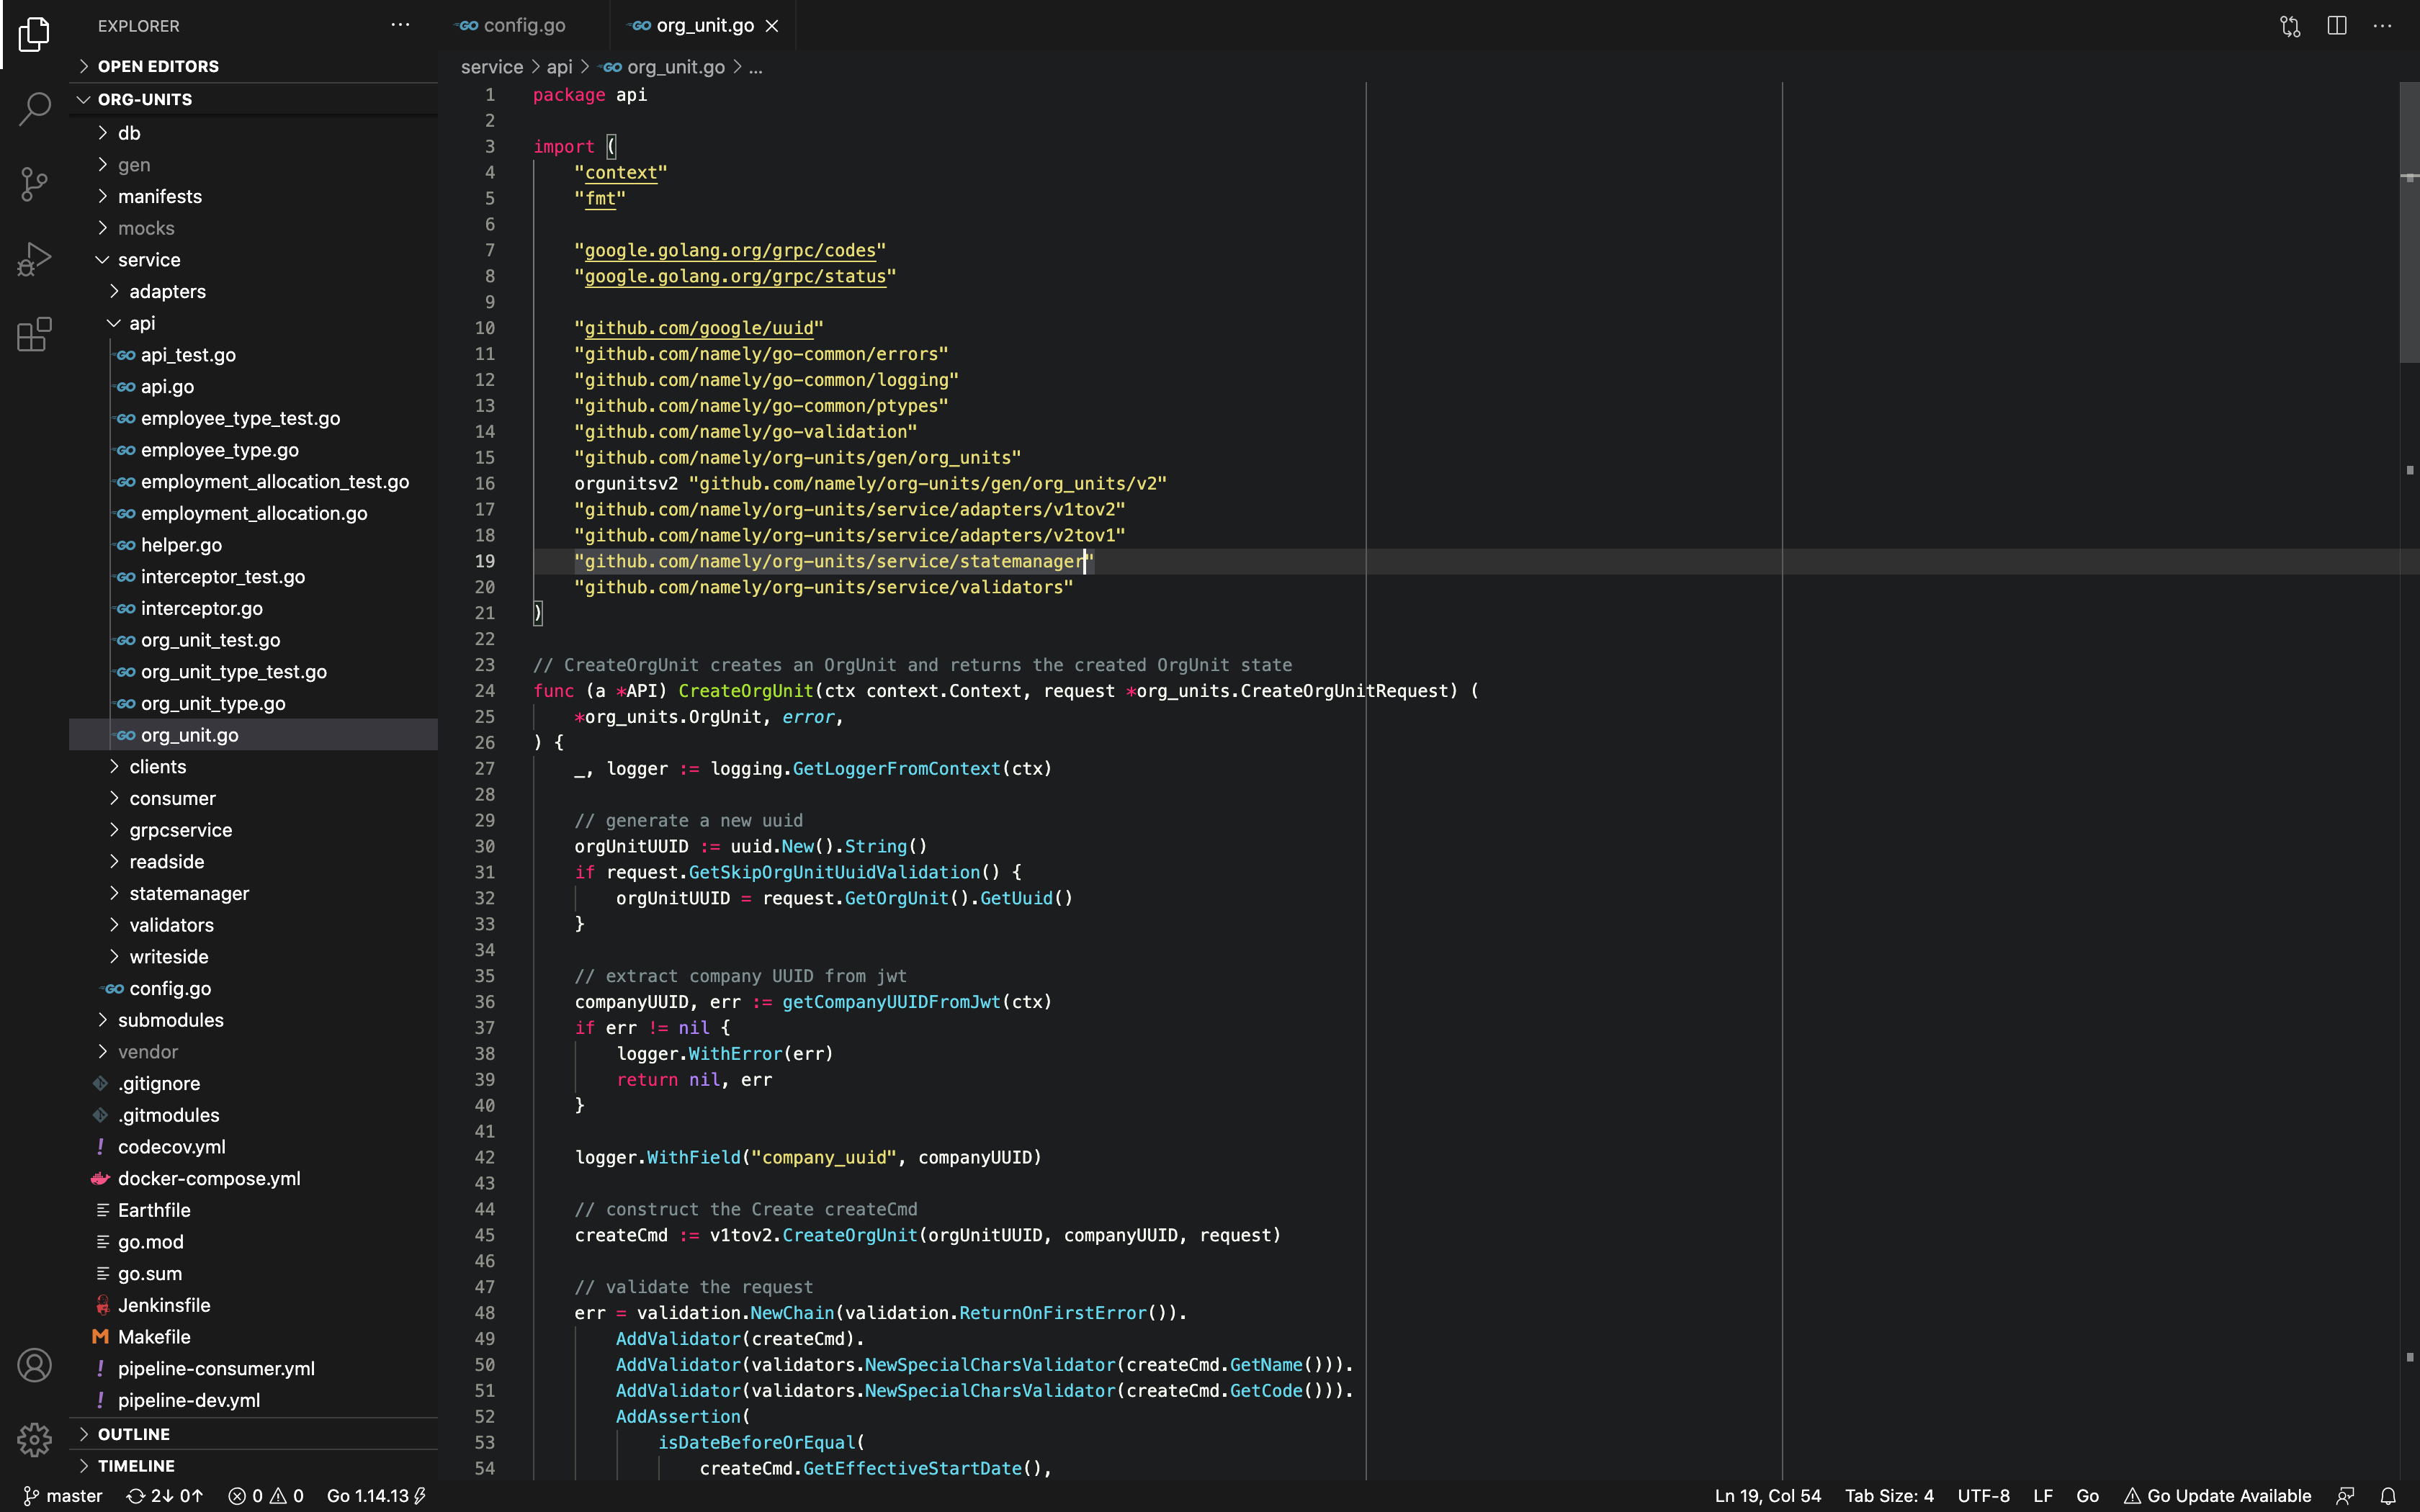 EXPLORER
OPEN EDITORS
ORG-UNITS
db
gen
manifests
mocks
service
adapters
api
api_test.go
api.go
employee_type_test.go
employee_type.go
employment_allocation_test.go
employment_allocation.go
helper.go
interceptor_test.go
interceptor.go
org_unit_test.go
org_unit_type_test.go
org_unit_type.go
org_unit.go
clients
consumer
grpcservice
readside
statemanager
validators
writeside
config.go
submodules
vendor
.gitignore
.gitmodules
codecov.yml
docker-compose.yml
Earthfile
go.mod
go.sum
Jenkinsfile
Makefile
pipeline-consumer.yml
pipeline-dev.yml
OUTLINE
TIMELINE
config.go
org_unit.go
service > api > org_unit.go > ...
1 package api
2
3 import (
4 "context"
5 "fmt"
6
7 "google.golang.org/grpc/codes"
8 "google.golang.org/grpc/status"
9
10 "github.com/google/uuid"
11 "github.com/namely/go-common/errors"
12 "github.com/namely/go-common/logging"
13 "github.com/namely/go-common/ptypes"
14 "github.com/namely/go-validation"
15 "github.com/namely/org-units/gen/org_units"
16 orgunitsv2 "github.com/namely/org-units/gen/org_units/v2"
17 "github.com/namely/org-units/service/adapters/v1tov2"
18 "github.com/namely/org-units/service/adapters/v2tov1"
19 "github.com/namely/org-units/service/statemanager"
20 "github.com/namely/org-units/service/validators"
21 )
22
23 // CreateOrgUnit creates an OrgUnit and returns the created OrgUnit state
24 func (a *API) CreateOrgUnit(ctx context.Context, request *org_units.CreateOrgUnitRequest) (
25 *org_units.OrgUnit, error,
26 ) {
27 _, logger := logging.GetLoggerFromContext(ctx)
28
29 // generate a new uuid
30 orgUnitUUID := uuid.New().String()
31 if request.GetSkipOrgUnitUuidValidation() {
32 orgUnitUUID = request.GetOrgUnit().GetUuid()
33 }
34
35 // extract company UUID from jwt
36 companyUUID, err := getCompanyUUIDFromJwt(ctx)
37 if err != nil {
38 logger.WithError(err)
39 return nil, err
40 }
41
42 logger.WithField("company_uuid", companyUUID)
43
44 // construct the Create createCmd
45 createCmd := v1tov2.CreateOrgUnit(orgUnitUUID, companyUUID, request)
46
47 // validate the request
48 err = validation.NewChain(validation.ReturnOnFirstError()).
49 AddValidator(createCmd).
50 AddValidator(validators.NewSpecialCharsValidator(createCmd.GetName())).
51 AddValidator(validators.NewSpecialCharsValidator(createCmd.GetCode())).
52 AddAssertion(
53 isDateBeforeOrEqual(
54 createCmd.GetEffectiveStartDate(),
master 2↓ 0↑ 0 0 Go 1.14.13
Ln 19, Col 54 Tab Size: 4 UTF-8 LF Go Go Update Available